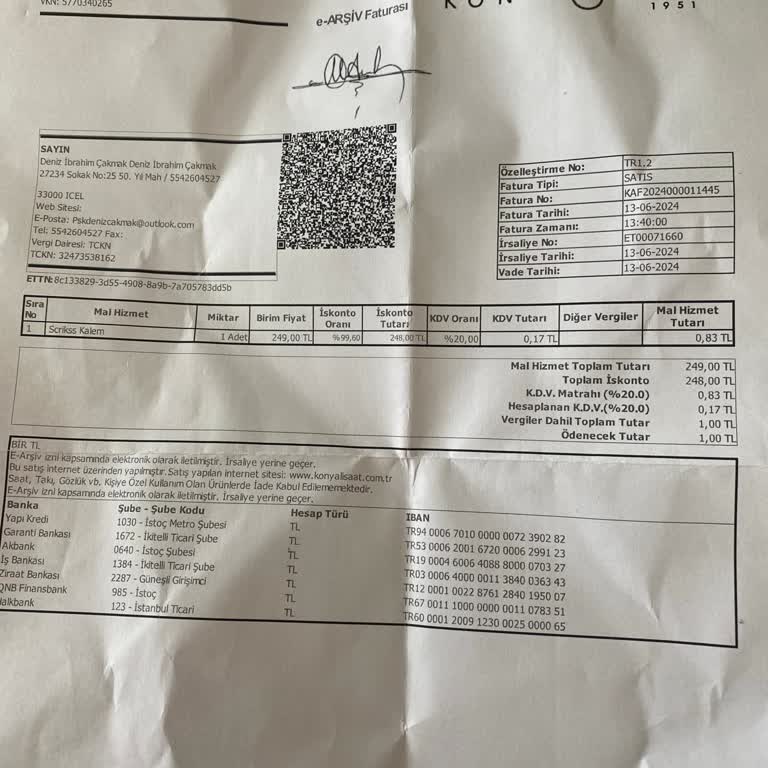 VKN: 5770340265
e-ARŞİV Faturası
K O N
1 9 5 1
SAYIN
Deniz İbrahim Çakmak Deniz İbrahim Çakmak
27234 Sokak No:25 50. Yıl Mah / 5542604527
33000 ICEL
Web Sitesi:
E-Posta: Pskdenizcakmak@outlook.com
Tel: 5542604527 Fax:
Vergi Dairesi: TCKN
TCKN: 32473538162
ETTN: 8c133829-3d55-4908-8a9b-7a705783dd5b
Özelleştirme No: TR1.2
Fatura Tipi: SATIS
Fatura No: KAF2024000011445
Fatura Tarihi: 13-06-2024
Fatura Zamanı: 13:40:00
İrsaliye No: ET00071660
İrsaliye Tarihi: 13-06-2024
Vade Tarihi: 13-06-2024
Sıra No Mal Hizmet Miktar Birim Fiyat İskonto Oranı İskonto Tutarı KDV Oranı KDV Tutarı Diğer Vergiler Mal Hizmet Tutarı
1 Scrikss Kalem 1 Adet 249,00 TL %99,60 248,00 TL %20,00 0,17 TL 0,83 TL
Mal Hizmet Toplam Tutarı 249,00 TL
Toplam İskonto 248,00 TL
K.D.V. Matrahı (%20.0) 0,83 TL
Hesaplanan K.D.V.(%20.0) 0,17 TL
Vergiler Dahil Toplam Tutar 1,00 TL
Ödenecek Tutar 1,00 TL
BİR TL
E-Arşiv izni kapsamında elektronik olarak iletilmiştir. İrsaliye yerine geçer.
Bu satış internet üzerinden yapılmıştır.Satış yapılan internet sitesi: www.konyalisaat.com.tr
Saat, Takı, Gözlük vb. Kişiye Özel Kullanım Olan Ürünlerde İade Kabul Edilememektedir.
E-Arşiv izni kapsamında elektronik olarak iletilmiştir. İrsaliye yerine geçer.
Banka Şube - Şube Kodu Hesap Türü IBAN
Yapı Kredi 1030 - İstoç Metro Şubesi TL TR94 0006 7010 0000 0072 3902 82
Garanti Bankası 1672 - İkitelli Ticari Şube TL TR53 0006 2001 6720 0006 2991 23
Akbank 0640 - İstoç Şubesi TL TR19 0004 6006 4088 8000 0703 27
İş Bankası 1384 - İkitelli Ticari Şube TL TR03 0006 4000 0011 3840 0363 43
Ziraat Bankası 2287 - Güneşli Girişimci TL TR12 0001 0022 8761 2840 1950 07
QNB Finansbank 985 - İstoç TL TR67 0011 1000 0000 0011 0783 51
Halkbank 123 - İstanbul Ticari TL TR60 0001 2009 1230 0025 0000 65